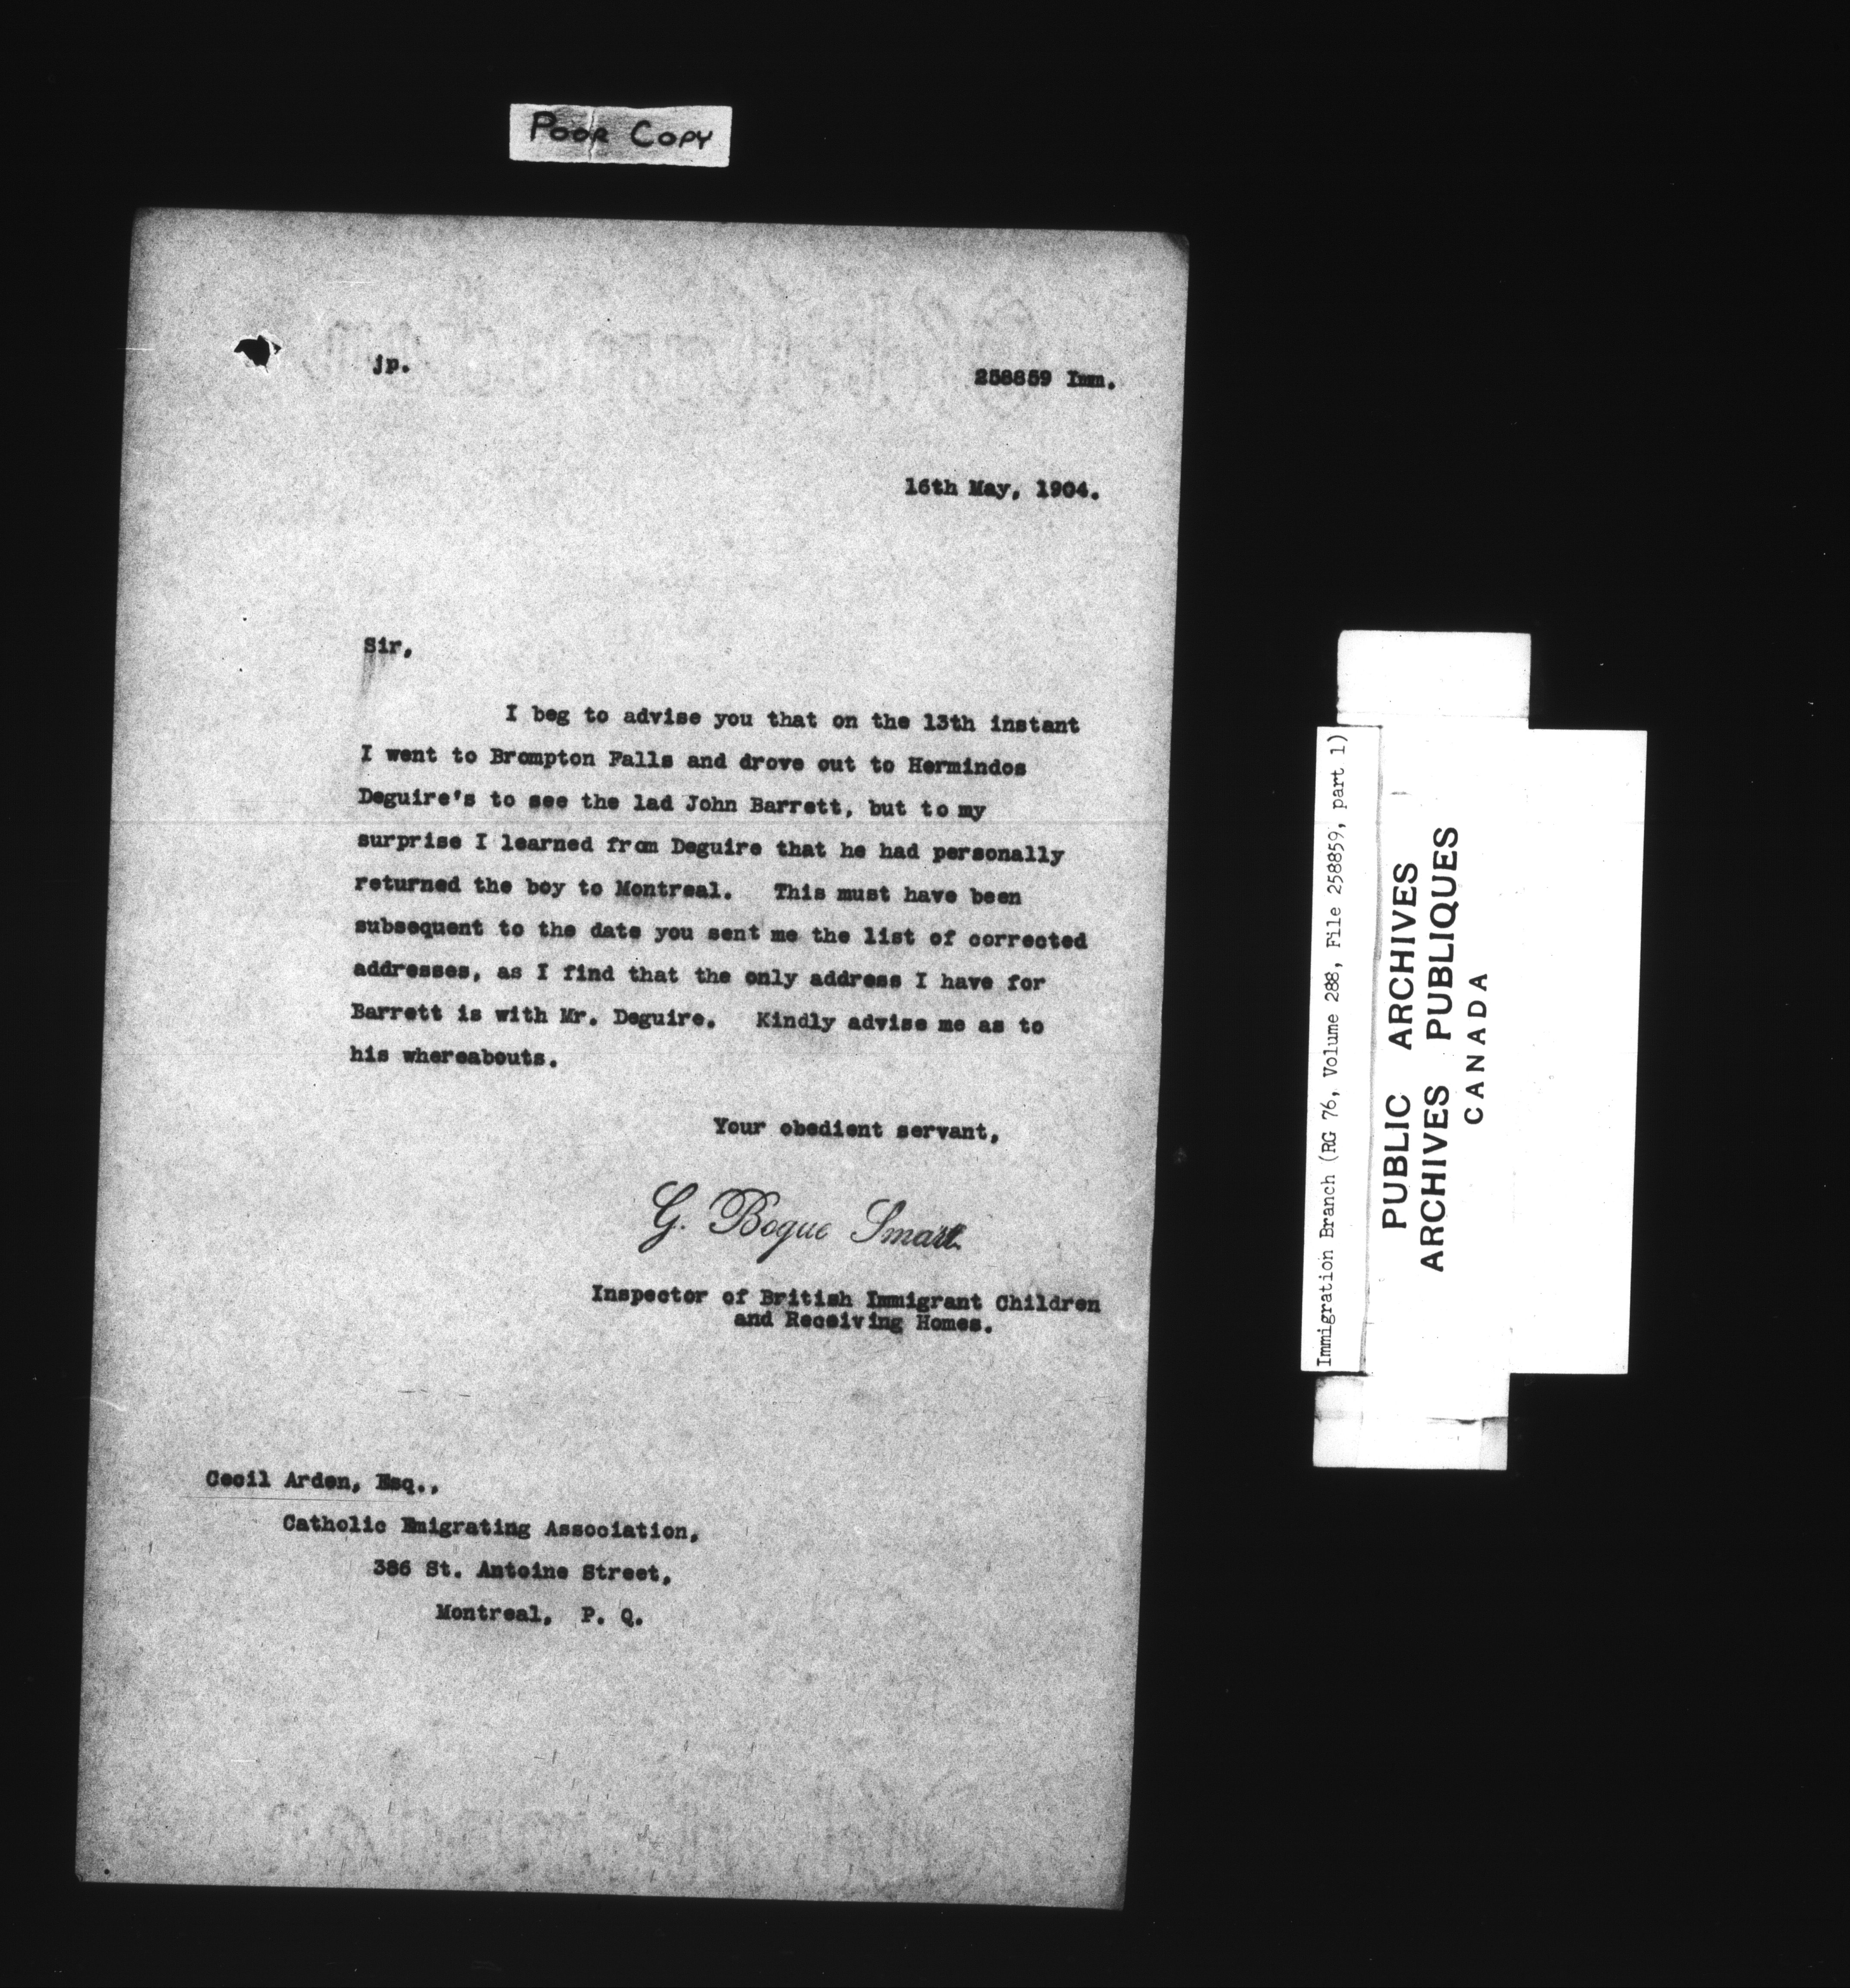 Poor Copy
jp.
258859 Imm.
16th May, 1904.
Sir,
I beg to advise you that on the 13th instant
I went to Brompton Falls and drove out to Hermindos
Deguire's to see the lad John Barrett, but to my
surprise I learned from Deguire that he had personally
returned the boy to Montreal. This must have been
subsequent to the date you sent me the list of corrected
addresses, as I find that the only address I have for
Barrett is with Mr. Deguire. Kindly advise me as to
his whereabouts.
Your obedient servant,
G. Bogue Smart
Inspector of British Immigrant Children
and Receiving Homes.
Cecil Arden, Esq.,
Catholic Emigrating Association,
386 St. Antoine Street,
Montreal, P. Q.
Immigration Branch (RG 76, Volume 288, File 258859, part 1)
PUBLIC ARCHIVES
ARCHIVES PUBLIQUES
CANADA